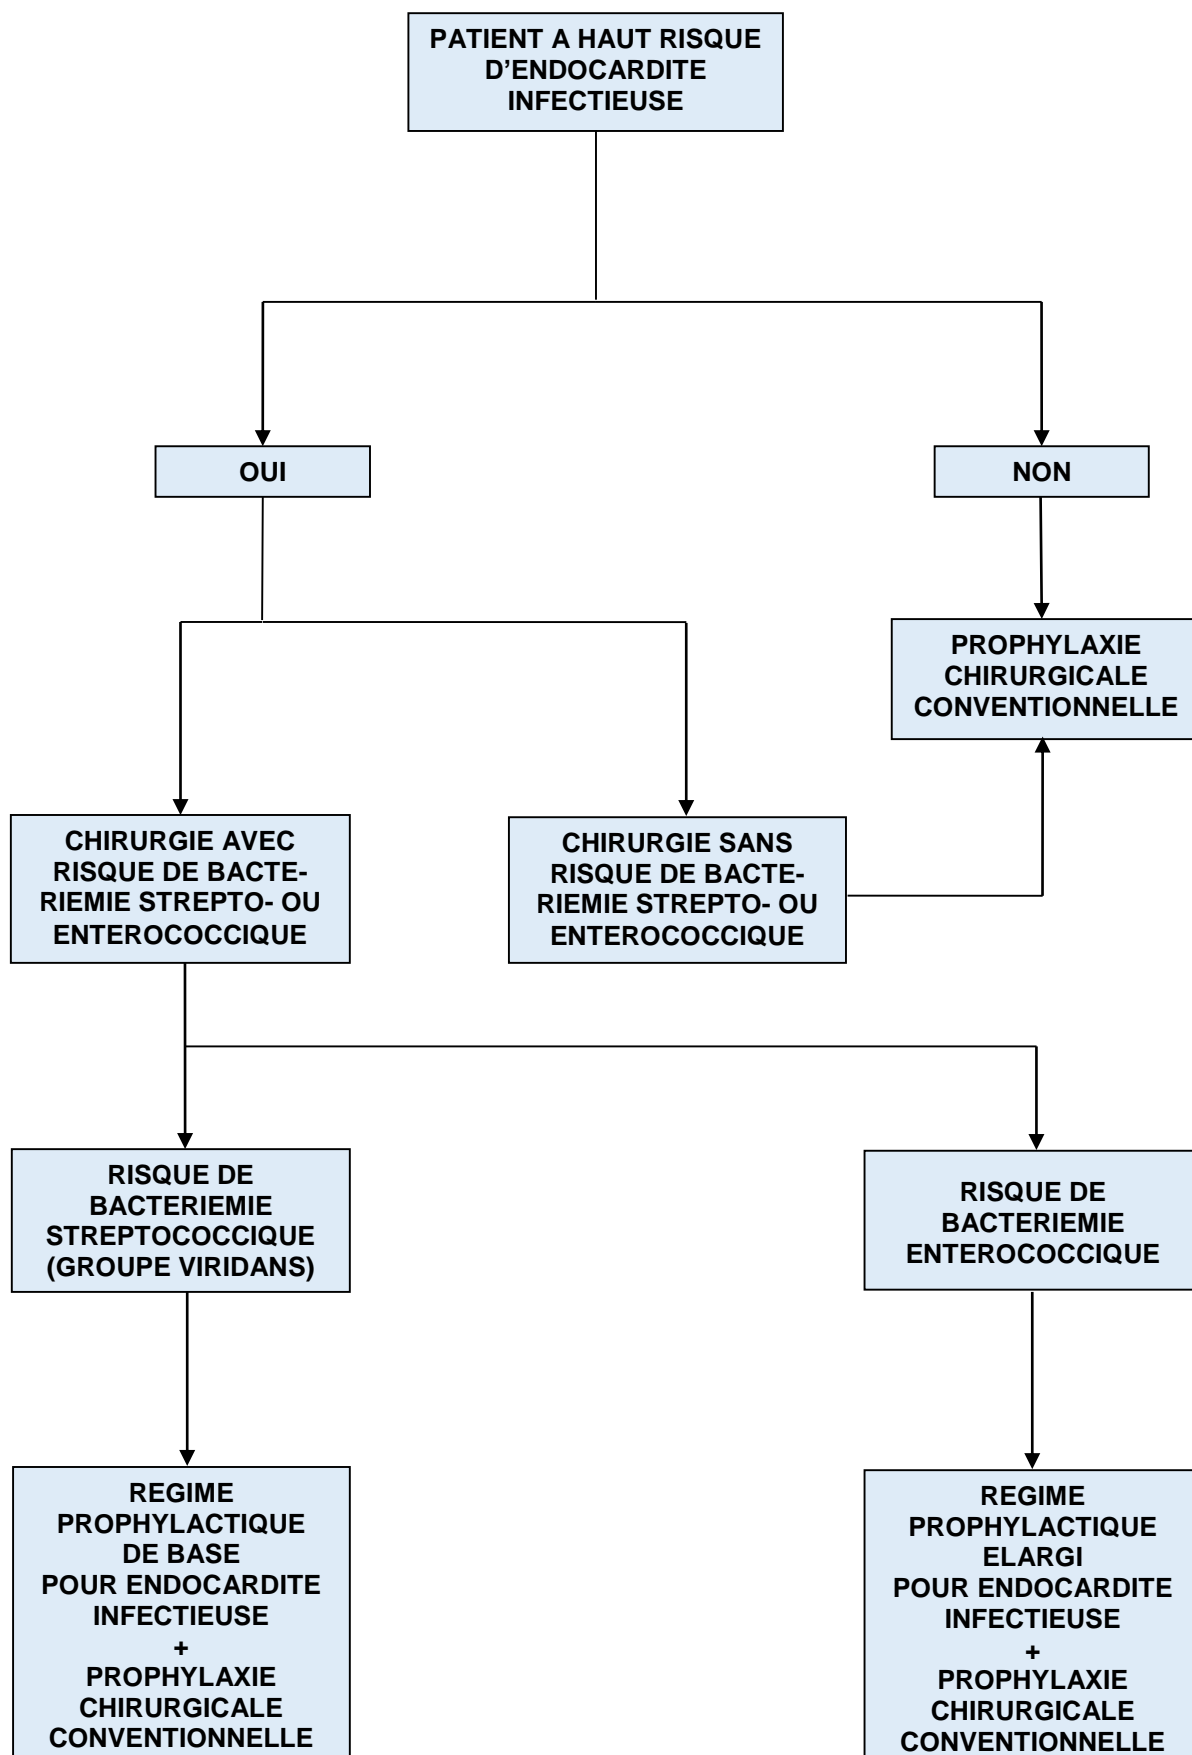 PATIENT A HAUT RISQUE
D'ENDOCARDITE
INFECTIEUSE
OUI
NON
PROPHYLAXIE
CHIRURGICALE
CONVENTIONNELLE
CHIRURGIE AVEC
RISQUE DE BACTE-
RIEMIE STREPTO- OU
ENTEROCOCCIQUE
CHIRURGIE SANS
RISQUE DE BACTE-
RIEMIE STREPTO- OU
ENTEROCOCCIQUE
RISQUE DE
BACTERIEMIE
STREPTOCOCCIQUE
(GROUPE VIRIDANS)
RISQUE DE
BACTERIEMIE
ENTEROCOCCIQUE
REGIME
PROPHYLACTIQUE
DE BASE
POUR ENDOCARDITE
INFECTIEUSE
+
PROPHYLAXIE
CHIRURGICALE
CONVENTIONNELLE
REGIME
PROPHYLACTIQUE
ELARGI
POUR ENDOCARDITE
INFECTIEUSE
+
PROPHYLAXIE
CHIRURGICALE
CONVENTIONNELLE